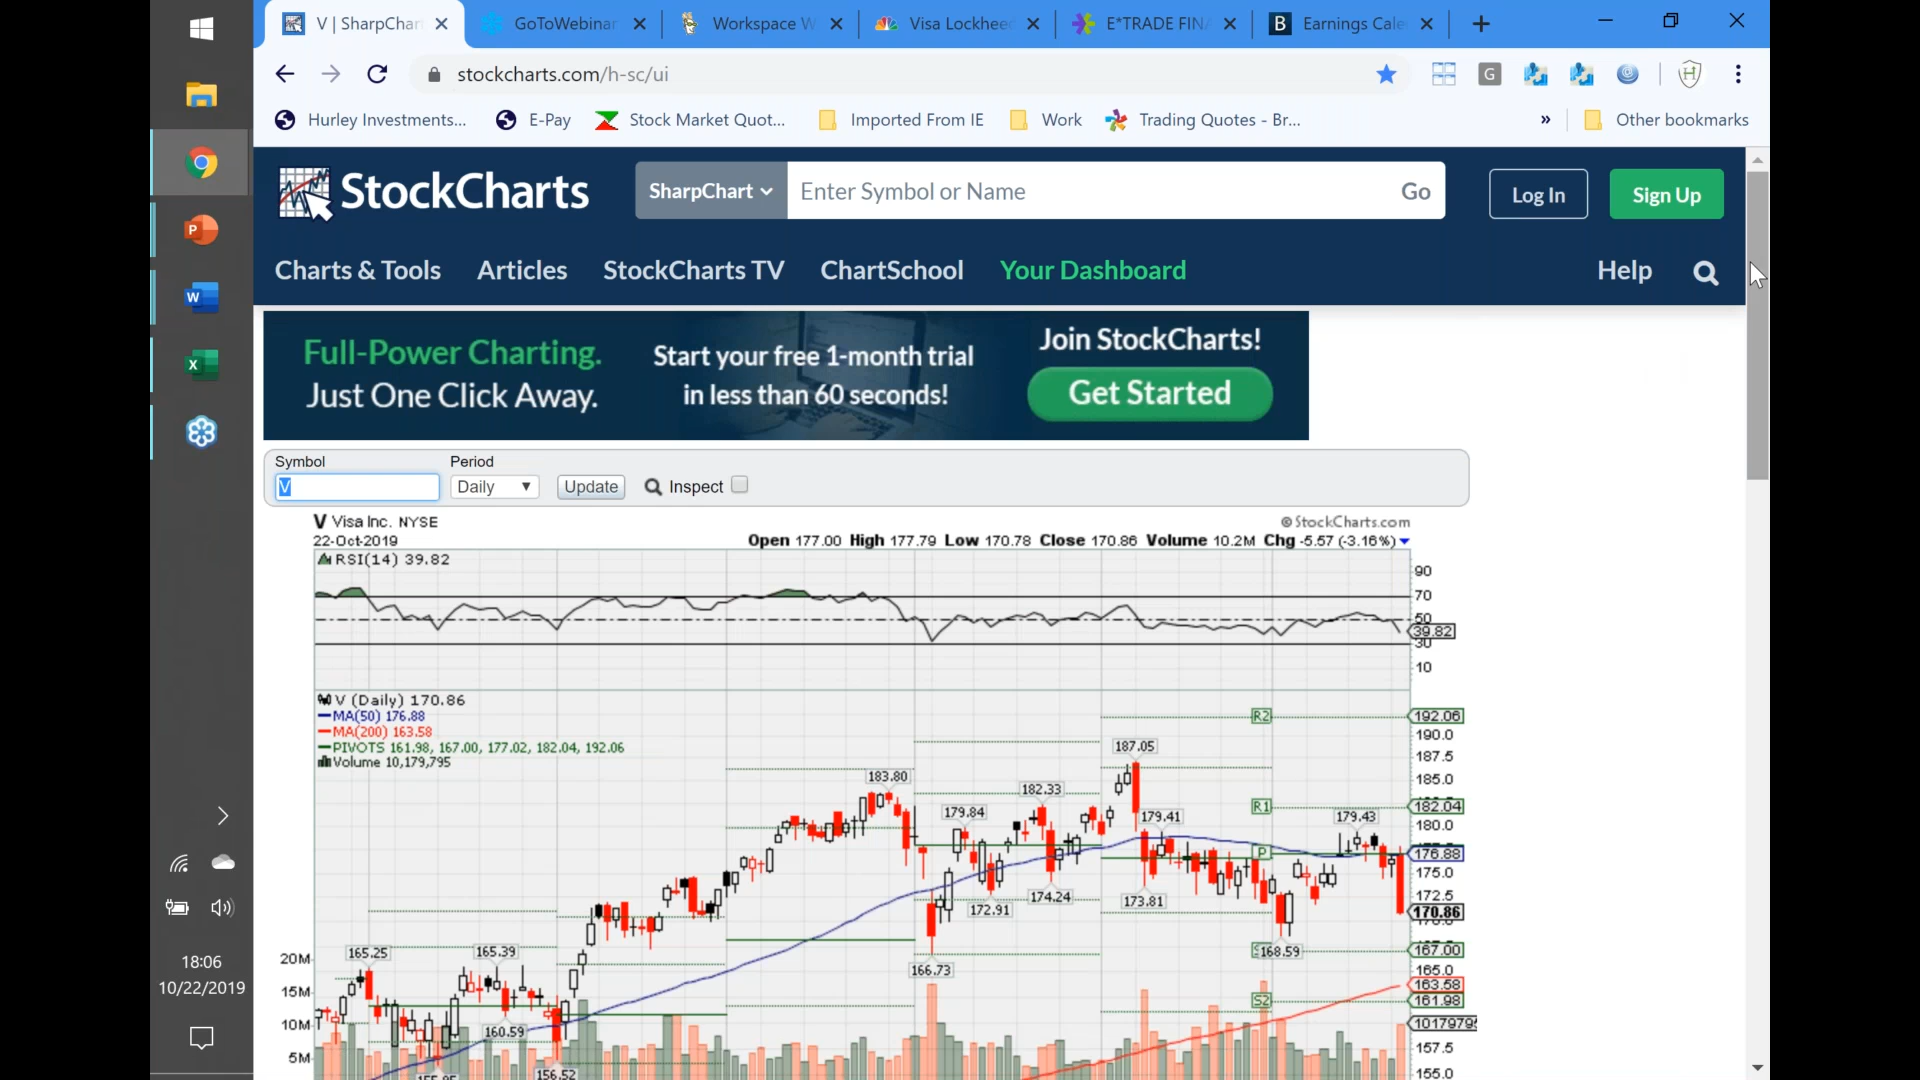 V | SharpChar
GoToWebinar
Workspace W
Visa Lockhee
E*TRADE FINA
Earnings Cale
stockcharts.com/h-sc/ui
Hurley Investments...
E-Pay
Stock Market Quot...
Imported From IE
Work
Trading Quotes - Br...
»
Other bookmarks
StockCharts
SharpChart
Enter Symbol or Name
Go
Log In
Sign Up
Charts & Tools
Articles
StockCharts TV
ChartSchool
Your Dashboard
Help
Full-Power Charting.
Just One Click Away.
Start your free 1-month trial
in less than 60 seconds!
Join StockCharts!
Get Started
Symbol
Period
V
Daily
Update
Inspect
V Visa Inc. NYSE
© StockCharts.com
22-Oct-2019
Open 177.00 High 177.79 Low 170.78 Close 170.86 Volume 10.2M Chg -5.57 (-3.16%)
RSI(14) 39.82
90
70
50
39.82
30
10
V (Daily) 170.86
MA(50) 176.88
MA(200) 163.58
PIVOTS 161.98, 167.00, 177.02, 182.04, 192.06
Volume 10,179,795
R2
192.06
190.0
187.05
187.5
183.80
185.0
182.33
R1
182.04
179.84
179.41
179.43
180.0
P
176.88
175.0
172.5
174.24
173.81
172.91
170.86
165.25
165.39
168.59
167.00
166.73
165.0
20M
163.58
S2
161.98
15M
160.59
10M
10179795
157.5
5M
156.52
155.0
18:06
10/22/2019